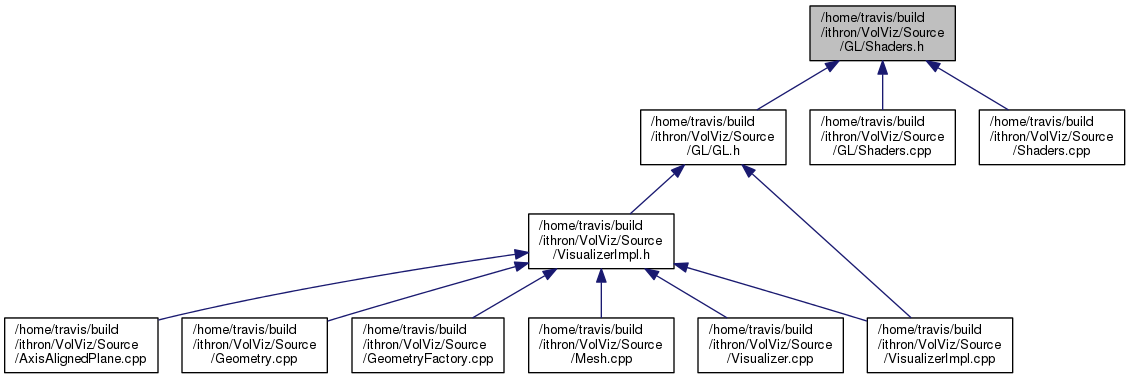 /home/travis/build
/ithron/VolViz/Source
/GL/Shaders.h
/home/travis/build
/ithron/VolViz/Source
/GL/GL.h
/home/travis/build
/ithron/VolViz/Source
/GL/Shaders.cpp
/home/travis/build
/ithron/VolViz/Source
/Shaders.cpp
/home/travis/build
/ithron/VolViz/Source
/VisualizerImpl.h
/home/travis/build
/ithron/VolViz/Source
/AxisAlignedPlane.cpp
/home/travis/build
/ithron/VolViz/Source
/Geometry.cpp
/home/travis/build
/ithron/VolViz/Source
/GeometryFactory.cpp
/home/travis/build
/ithron/VolViz/Source
/Mesh.cpp
/home/travis/build
/ithron/VolViz/Source
/Visualizer.cpp
/home/travis/build
/ithron/VolViz/Source
/VisualizerImpl.cpp